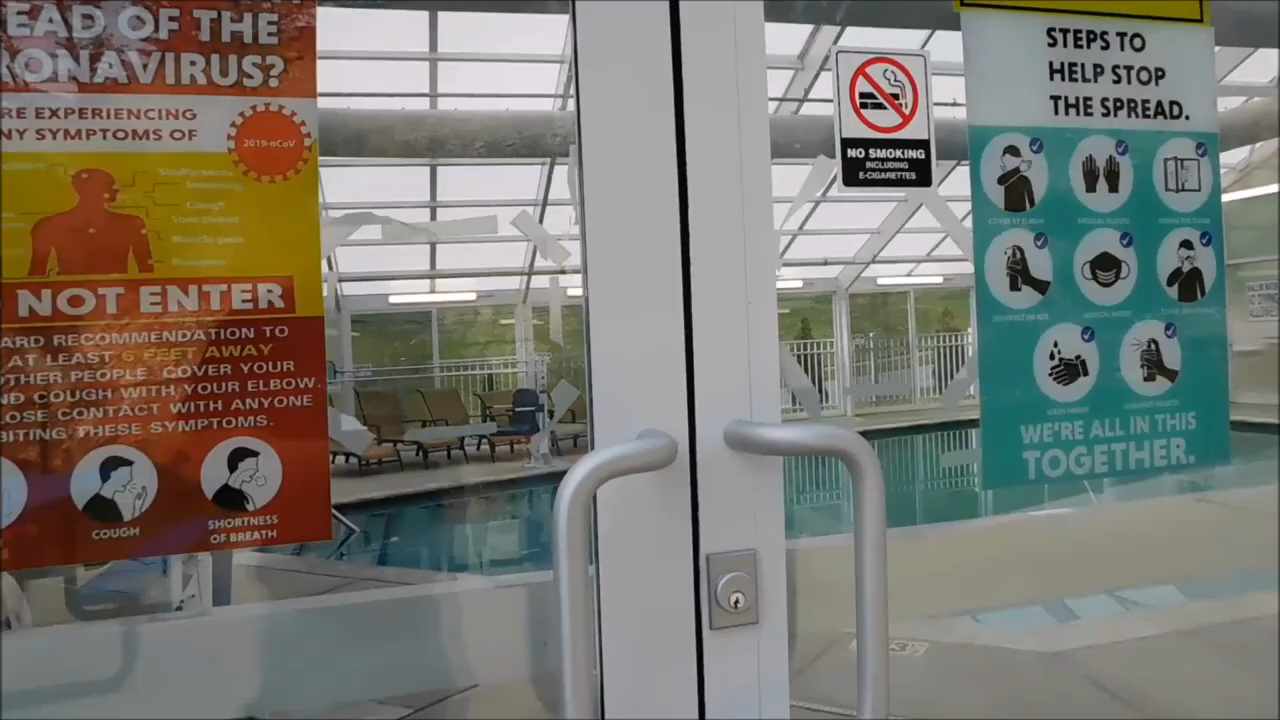 EAD OF THE
RONAVIRUS?
RE EXPERIENCING
NY SYMPTOMS OF
2019-nCoV
Cough
NOT ENTER
ARD RECOMMENDATION TO
AT LEAST 6 FEET AWAY
THER PEOPLE. COVER YOUR
ND COUGH WITH YOUR ELBOW.
LOSE CONTACT WITH ANYONE
BITING THESE SYMPTOMS.
COUGH
SHORTNESS
OF BREATH
NO SMOKING
INCLUDING
E-CIGARETTES
STEPS TO
HELP STOP
THE SPREAD.
WE'RE ALL IN THIS
TOGETHER.